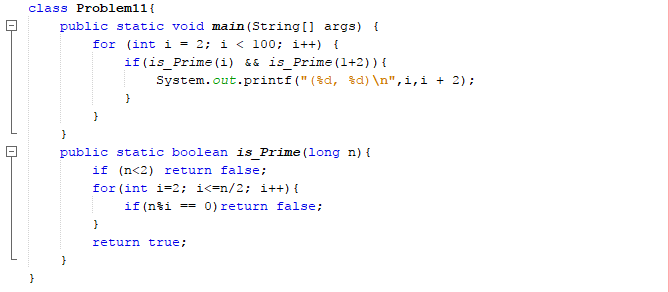 class Problem11{
public static void main(String[] args) {
for (int i = 2; i < 100; i++) {
if(is_Prime(i) && is_Prime(1+2)){
System.out.printf("(%d, %d)\n",i,i + 2);
}
}
}
public static boolean is_Prime(long n){
if (n<2) return false;
for(int i=2; i<=n/2; i++){
if(n%i == 0)return false;
}
return true;
}
}